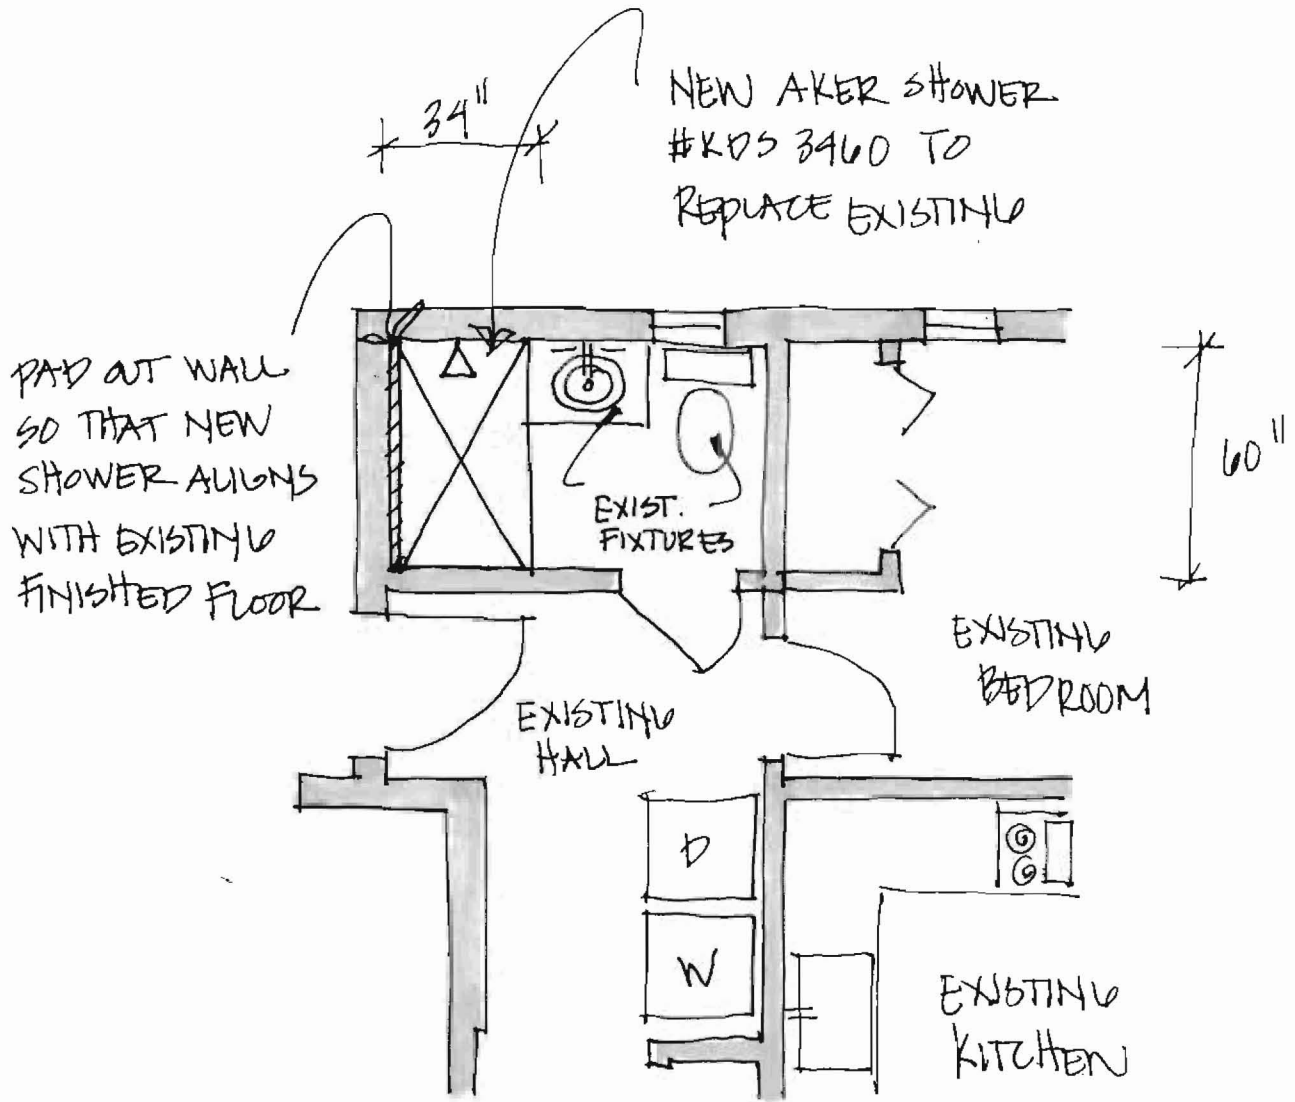 34"
NEW AKER SHOWER
#KDS 3460 TO
REPLACE EXISTING
PAD OUT WALL
SO THAT NEW
SHOWER ALIGNS
WITH EXISTING
FINISHED FLOOR
60"
EXIST.
FIXTURES
EXISTING
BEDROOM
EXISTING
HALL
D
W
EXISTING
KITCHEN